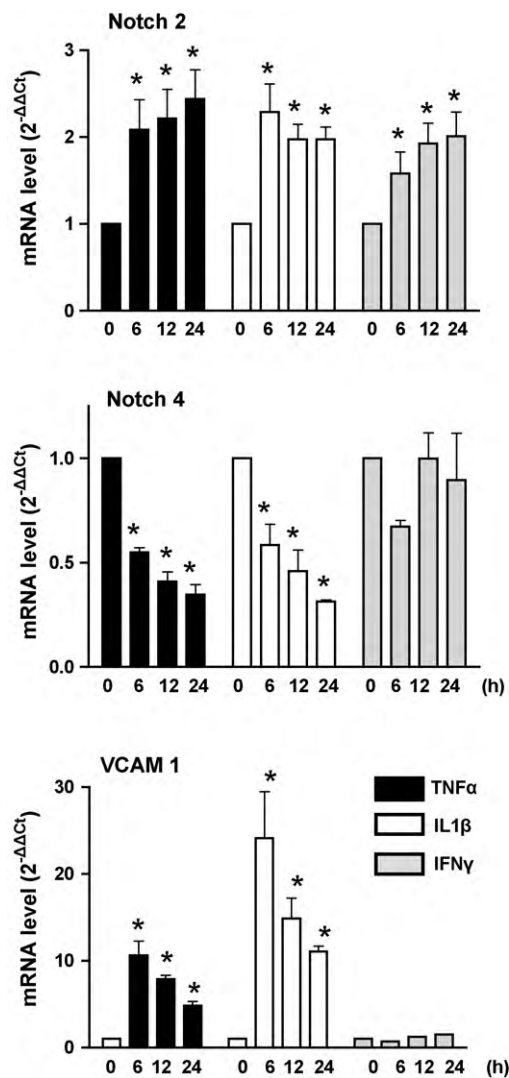 Notch 2
mRNA level (2-ΔΔCt)
3
2
1
0
* * * * * * * * *
0 6 12 24 0 6 12 24 0 6 12 24
Notch 4
mRNA level (2-ΔΔCt)
1.0
0.5
0.0
* * * * * *
0 6 12 24 0 6 12 24 0 6 12 24 (h)
VCAM 1
mRNA level (2-ΔΔCt)
30
20
10
0
* * * * * *
TNFα
IL1β
IFNγ
0 6 12 24 0 6 12 24 0 6 12 24 (h)